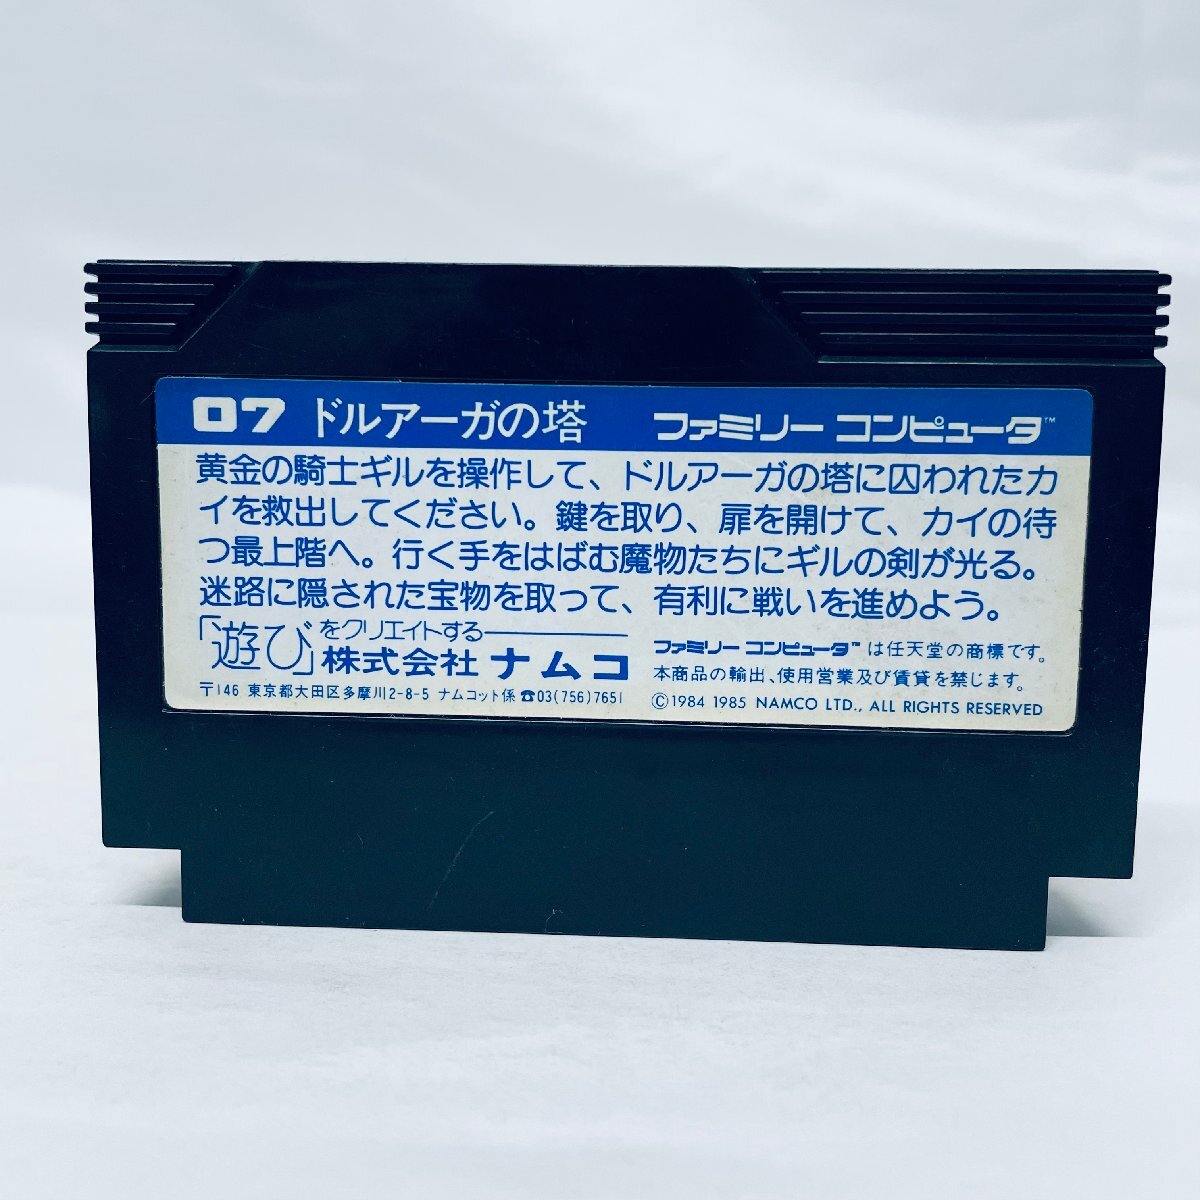 07 ドルアーガの塔 ファミリー コンピュータ™
黄金の騎士ギルを操作して、ドルアーガの塔に囚われたカ
イを救出してください。鍵を取り、扉を開けて、カイの待
つ最上階へ。行く手をはばむ魔物たちにギルの剣が光る。
迷路に隠された宝物を取って、有利に戦いを進めよう。
「遊び」をクリエイトする
株式会社 ナムコ
〒146 東京都大田区多摩川2-8-5 ナムコット係 ☎03(756)7651
ファミリー コンピュータ™は任天堂の商標です。
本商品の輸出、使用営業及び賃貸を禁じます。
©1984 1985 NAMCO LTD., ALL RIGHTS RESERVED